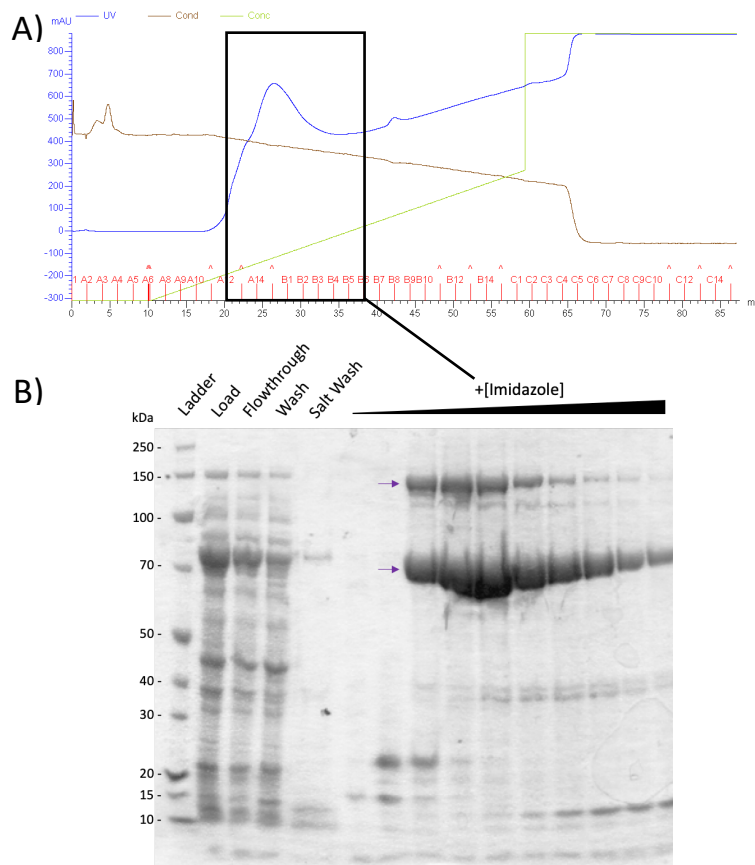 A)
mAU
UV
Cond
Conc
800
700
600
500
400
300
200
100
0
-100
-200
-300
1 A2 A3 A4 A5 A6 A8 A9 A10 A14 B1 B2 B3 B4 B5 B6 B7 B8 B9 B10 B12 B14 C1 C2 C3 C4 C5 C6 C7 C8 C9 C10 C12 C14
0 5 10 15 20 25 30 35 40 45 50 55 60 65 70 75 80 85 m
B)
Ladder
Load
Flowthrough
Wash
Salt Wash
+[Imidazole]
kDa
250 -
150 -
100 -
70 -
50 -
40 -
30 -
20 -
15 -
10 -